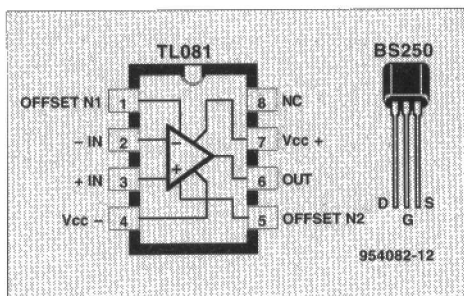 TL081
BS250
OFFSET N1 1
8 NC
– IN 2
7 Vcc +
+ IN 3
6 OUT
Vcc – 4
5 OFFSET N2
–
+
D
G
S
954082-12